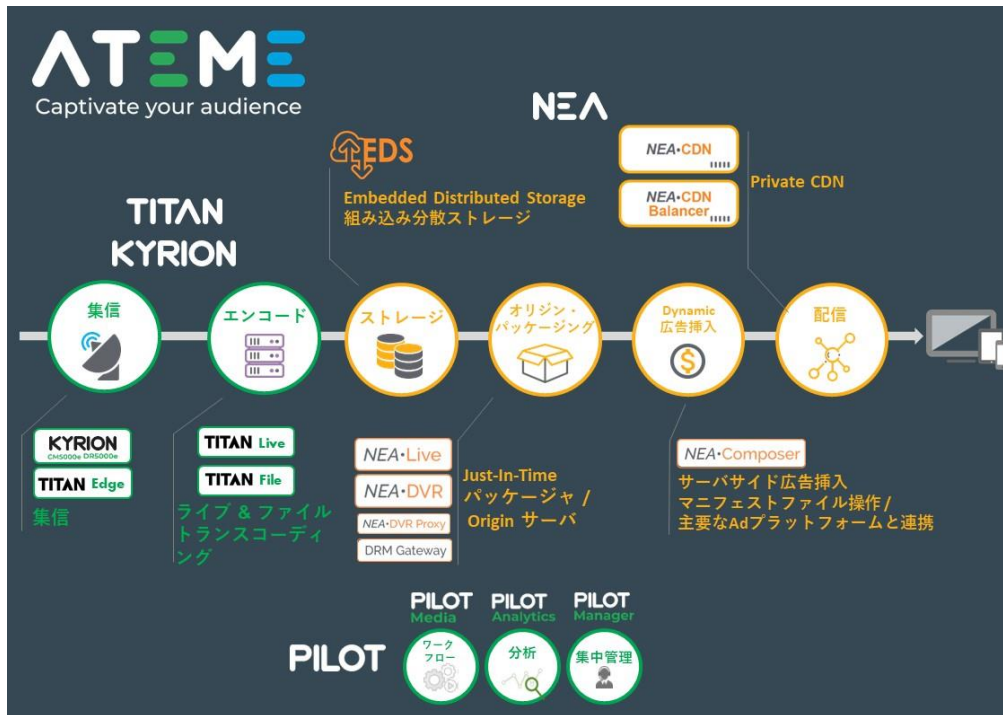 ATEME
Captivate your audience
NEA
EDS
Embedded Distributed Storage
組み込み分散ストレージ
NEA•CDN
NEA•CDN
Balancer
Private CDN
TITAN
KYRION
集信
エンコード
ストレージ
オリジン・
パッケージング
Dynamic
広告挿入
配信
KYRION
CM5000e DR5000e
TITAN Edge
集信
TITAN Live
TITAN File
ライブ & ファイル
トランスコーディ
ング
NEA•Live
NEA•DVR
NEA•DVR Proxy
DRM Gateway
Just-In-Time
パッケージャ /
Origin サーバ
NEA•Composer
サーバサイド広告挿入
マニフェストファイル操作/
主要なAdプラットフォームと連携
PILOT
PILOT
Media
ワーク
フロー
PILOT
Analytics
分析
PILOT
Manager
集中管理